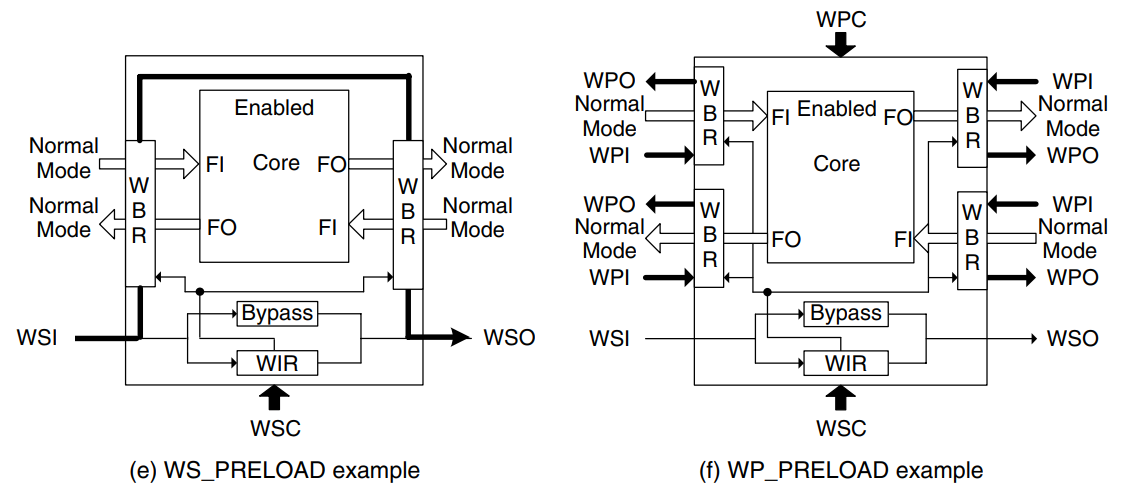 Enabled
Core
Normal
Mode
FI
FO
Normal
Mode
W
B
R
W
B
R
Normal
Mode
FO
FI
Normal
Mode
Bypass
WSI
WSO
WIR
WSC
(e) WS_PRELOAD example
WPC
WPO
W
B
R
Normal
Mode
WPI
FI
Enabled
FO
Core
W
B
R
WPI
Normal
Mode
WPO
WPO
W
B
R
Normal
Mode
WPI
FO
FI
W
B
R
WPI
Normal
Mode
WPO
Bypass
WSI
WSO
WIR
WSC
(f) WP_PRELOAD example